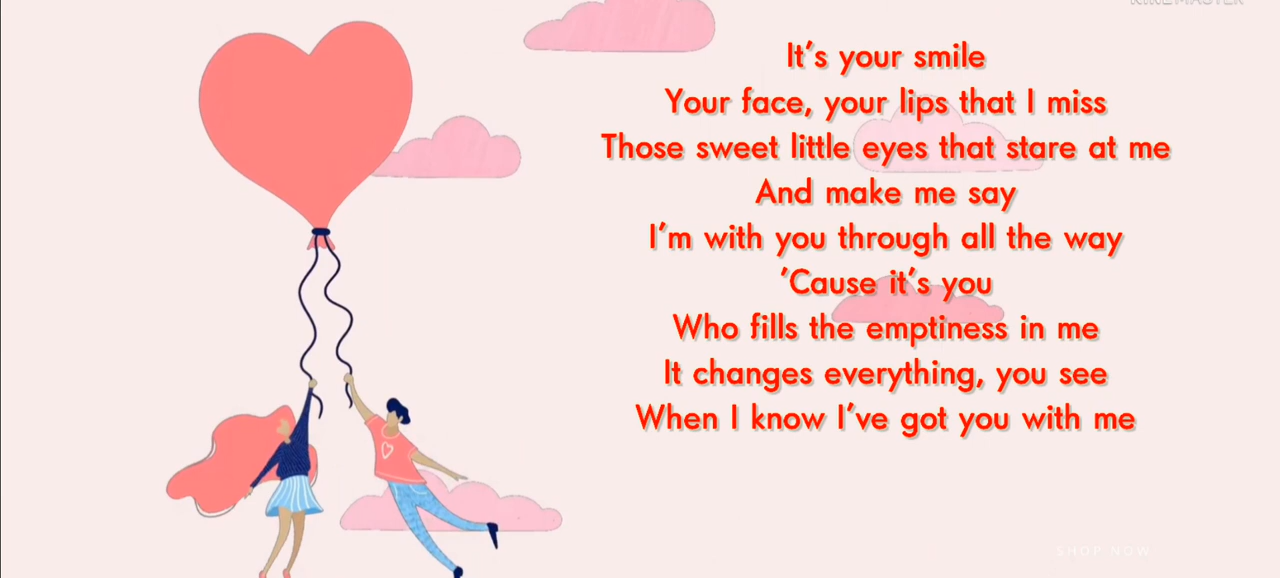 KINEMASTER
It's your smile
Your face, your lips that I miss
Those sweet little eyes that stare at me
And make me say
I'm with you through all the way
'Cause it's you
Who fills the emptiness in me
It changes everything, you see
When I know I've got you with me
SHOP NOW